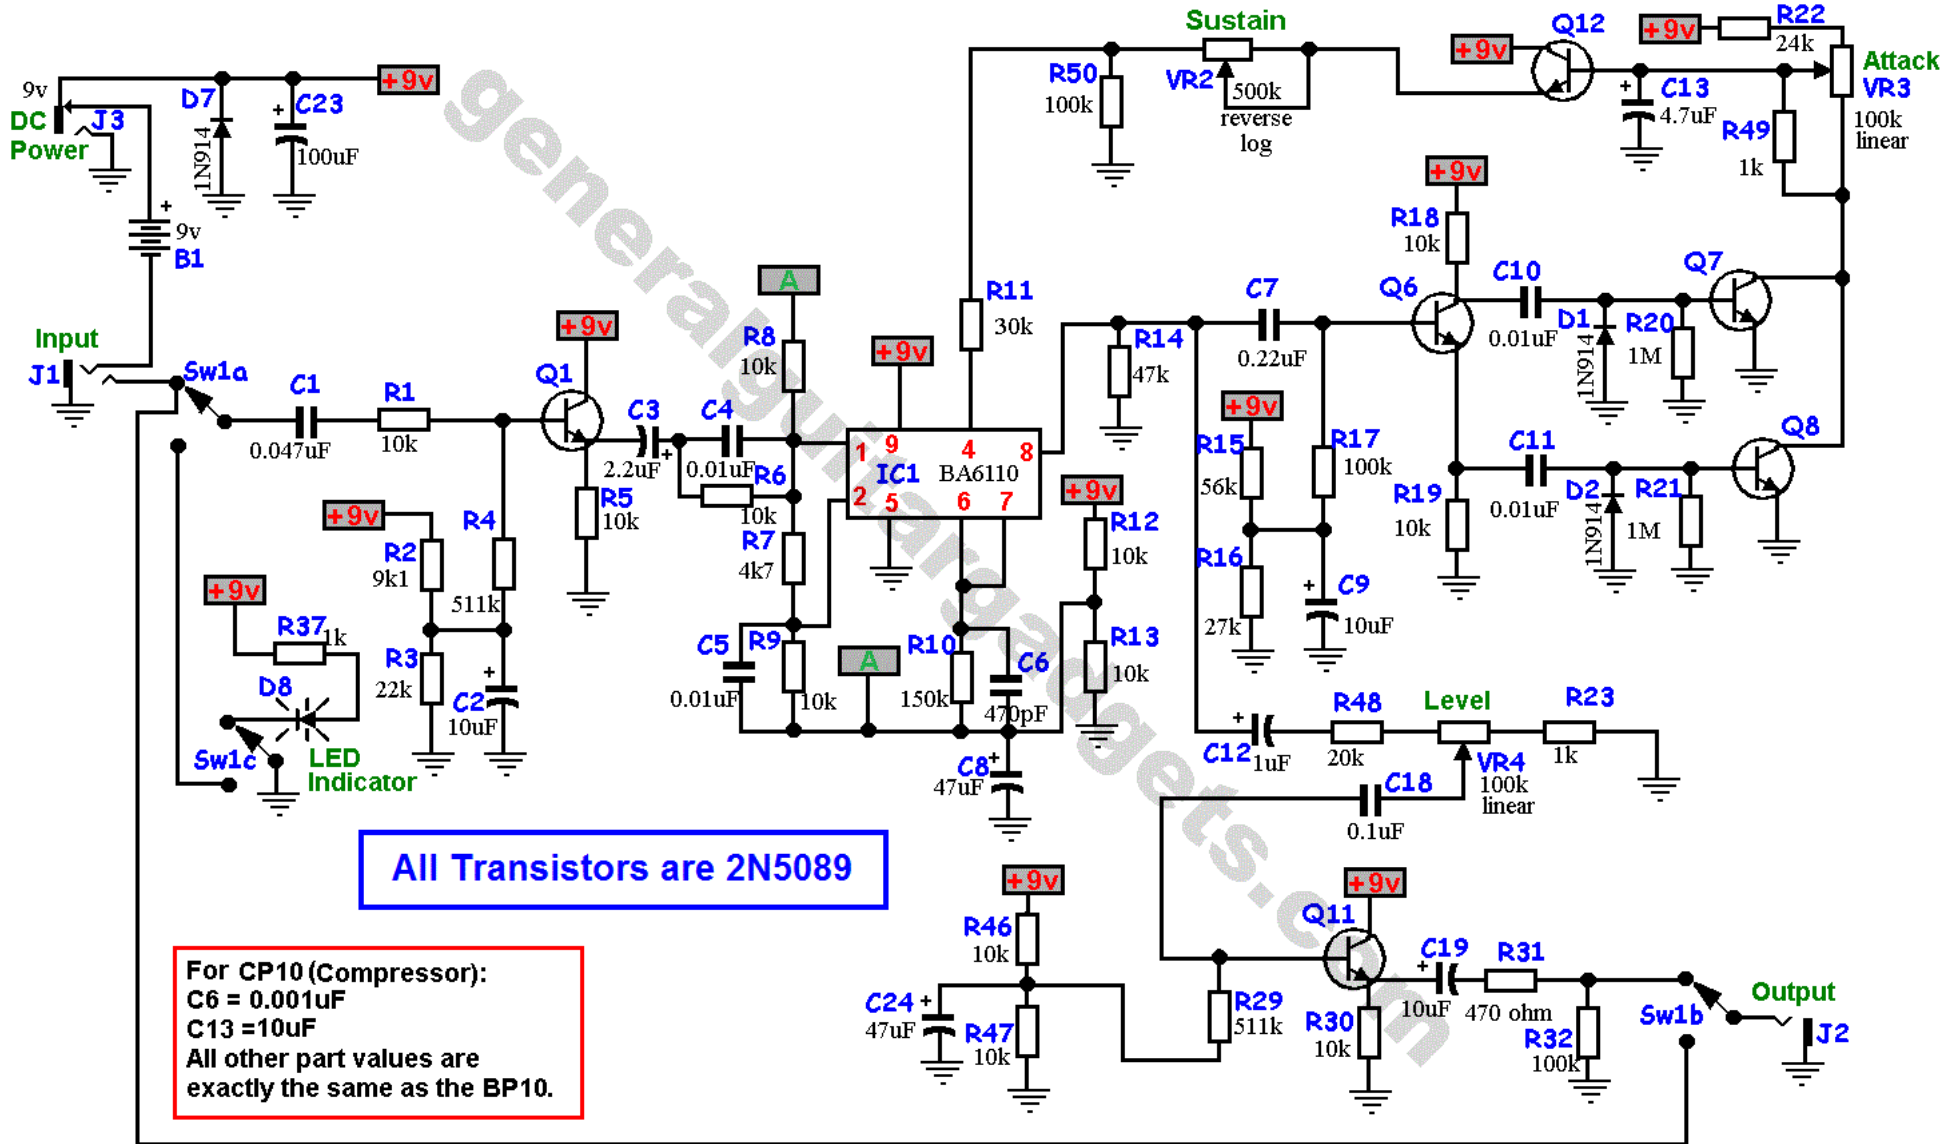 9v
DC
Power
J3
D7
1N914
C23
100uF
+9v
+
+
9v
B1
Input
J1
Sw1a
C1
0.047uF
R1
10k
Q1
+9v
C3
2.2uF
+
C4
0.01uF
R6
10k
R5
10k
+9v
R2
9k1
R3
22k
R4
511k
C2
10uF
+
+9v
R37
1k
D8
LED
Indicator
Sw1c
A
R8
10k
R7
4k7
C5
0.01uF
R9
10k
A
+9v
IC1
BA6110
1
2
9
4
8
5
6
7
R10
150k
C6
470pF
C8
47uF
+
+9v
R12
10k
R13
10k
R11
30k
R50
100k
Sustain
VR2
500k
reverse
log
+9v
Q12
+
C13
4.7uF
+9v
R22
24k
Attack
VR3
100k
linear
R49
1k
R14
47k
C7
0.22uF
+9v
R15
56k
R16
27k
R17
100k
+
C9
10uF
+9v
R18
10k
Q6
R19
10k
C10
0.01uF
D1
1N914
R20
1M
Q7
C11
0.01uF
D2
1N914
R21
1M
Q8
+
C12
1uF
R48
20k
Level
VR4
100k
linear
R23
1k
C18
0.1uF
+9v
R46
10k
R47
10k
C24
47uF
+
R29
511k
+9v
Q11
R30
10k
+
C19
10uF
R31
470 ohm
R32
100k
Sw1b
Output
J2
All Transistors are 2N5089
For CP10 (Compressor):
C6 = 0.001uF
C13 =10uF
All other part values are
exactly the same as the BP10.
generalguitargadgets.com